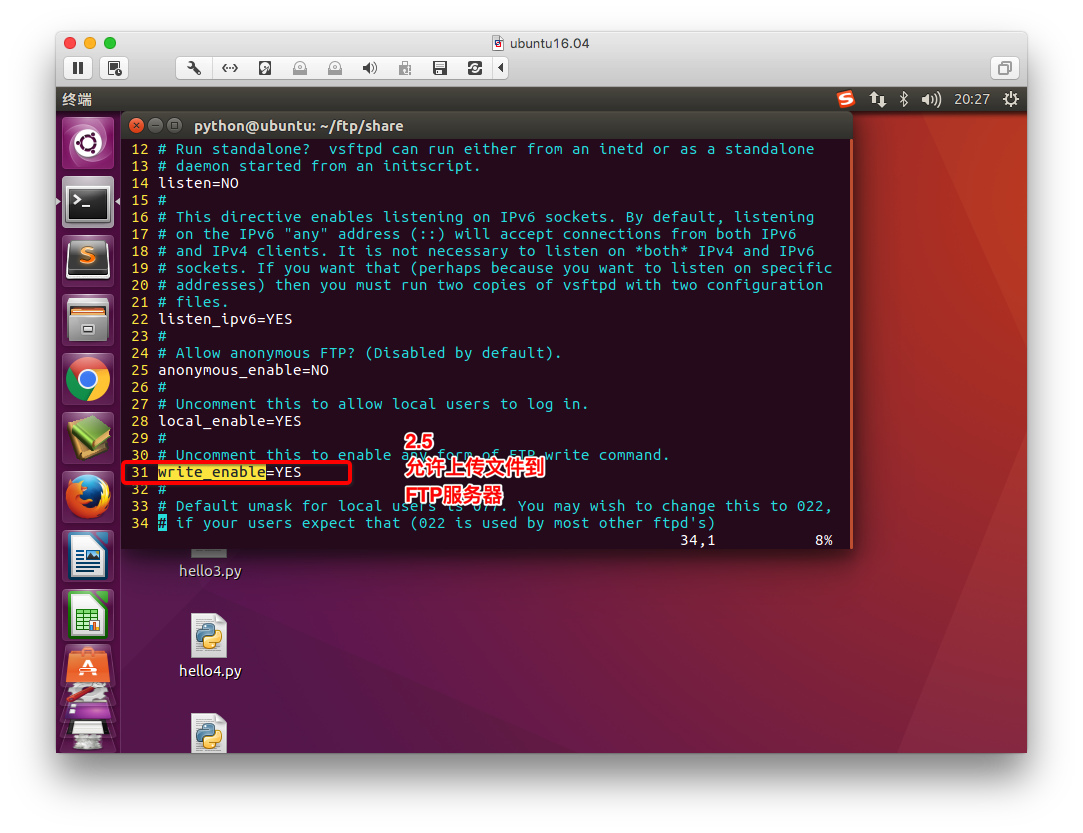 ubuntu16.04
终端
20:27
python@ubuntu: ~/ftp/share
12 # Run standalone?  vsftpd can run either from an inetd or as a standalone
13 # daemon started from an initscript.
14 listen=NO
15 #
16 # This directive enables listening on IPv6 sockets. By default, listening
17 # on the IPv6 "any" address (::) will accept connections from both IPv6
18 # and IPv4 clients. It is not necessary to listen on *both* IPv4 and IPv6
19 # sockets. If you want that (perhaps because you want to listen on specific
20 # addresses) then you must run two copies of vsftpd with two configuration
21 # files.
22 listen_ipv6=YES
23 #
24 # Allow anonymous FTP? (Disabled by default).
25 anonymous_enable=NO
26 #
27 # Uncomment this to allow local users to log in.
28 local_enable=YES
29 #
30 # Uncomment this to enable any form of FTP write command.
31 write_enable=YES
32 #
33 # Default umask for local users is 077. You may wish to change this to 022,
34 # if your users expect that (022 is used by most other ftpd's)
34,1 8%
2.5
允许上传文件到
FTP服务器
hello3.py
hello4.py